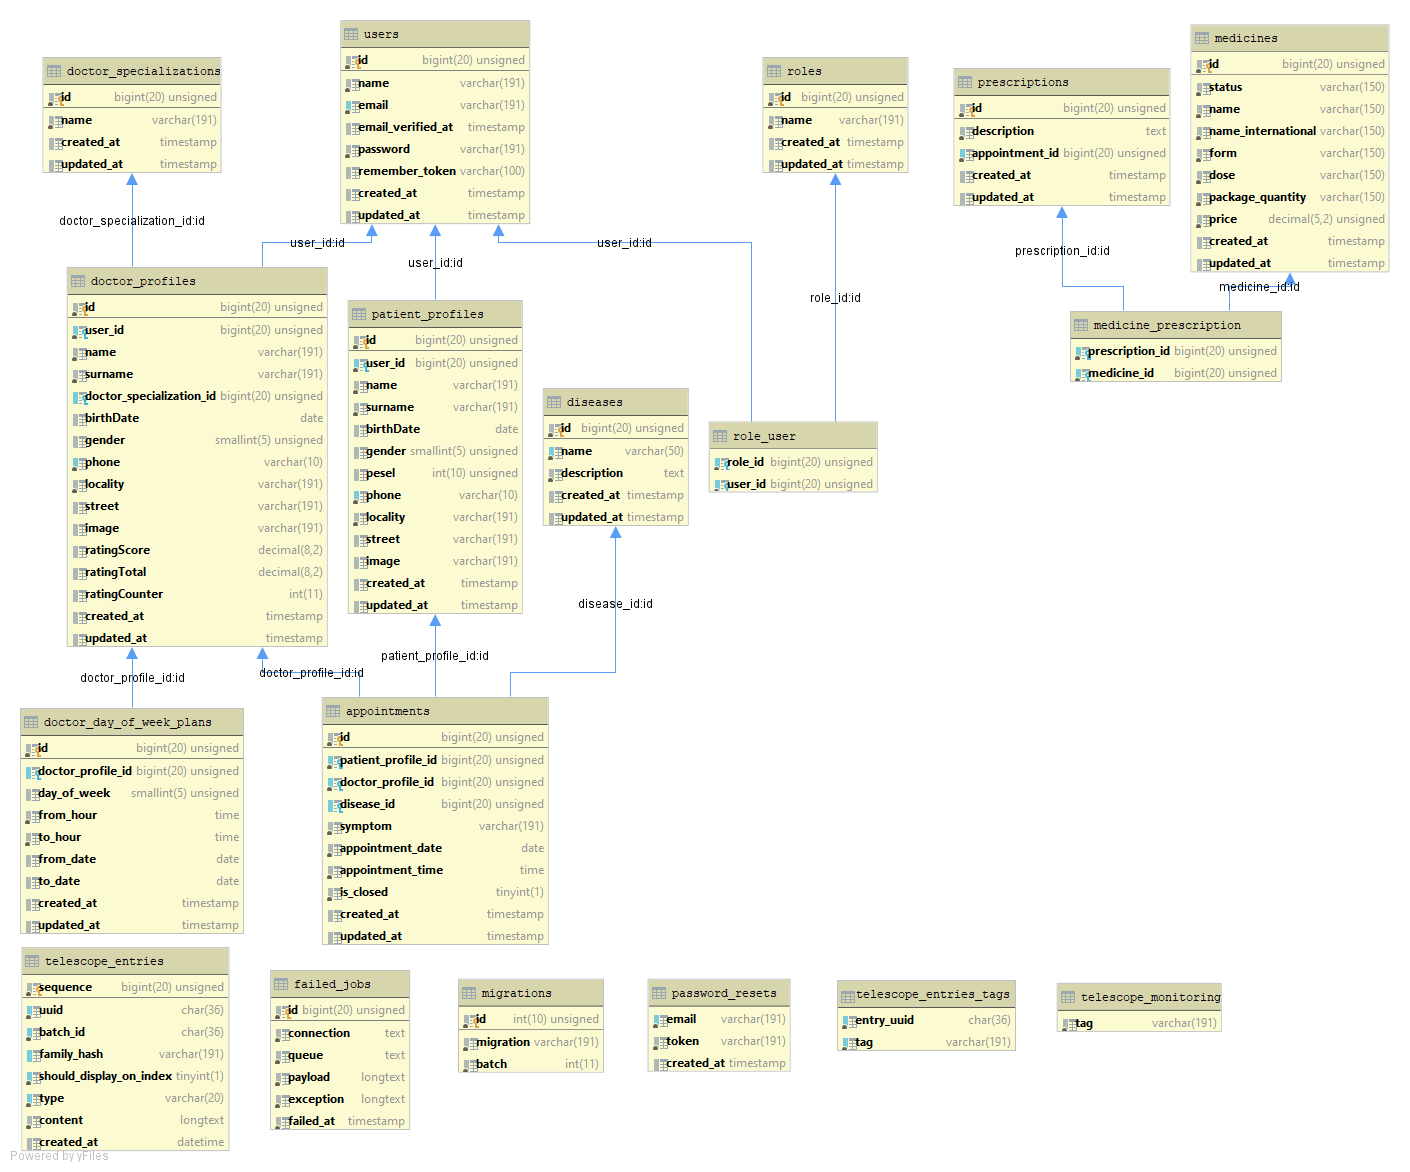 users
id bigint(20) unsigned
name varchar(191)
email varchar(191)
email_verified_at timestamp
password varchar(191)
remember_token varchar(100)
created_at timestamp
updated_at timestamp
doctor_specializations
id bigint(20) unsigned
name varchar(191)
created_at timestamp
updated_at timestamp
roles
id bigint(20) unsigned
name varchar(191)
created_at timestamp
updated_at timestamp
prescriptions
id bigint(20) unsigned
description text
appointment_id bigint(20) unsigned
created_at timestamp
updated_at timestamp
medicines
id bigint(20) unsigned
status varchar(150)
name varchar(150)
name_international varchar(150)
form varchar(150)
dose varchar(150)
package_quantity varchar(150)
price decimal(5,2) unsigned
created_at timestamp
updated_at timestamp
doctor_specialization_id:id
user_id:id
user_id:id
user_id:id
role_id:id
prescription_id:id
medicine_id:id
doctor_profiles
id bigint(20) unsigned
user_id bigint(20) unsigned
name varchar(191)
surname varchar(191)
doctor_specialization_id bigint(20) unsigned
birthDate date
gender smallint(5) unsigned
phone varchar(10)
locality varchar(191)
street varchar(191)
image varchar(191)
ratingScore decimal(8,2)
ratingTotal decimal(8,2)
ratingCounter int(11)
created_at timestamp
updated_at timestamp
patient_profiles
id bigint(20) unsigned
user_id bigint(20) unsigned
name varchar(191)
surname varchar(191)
birthDate date
gender smallint(5) unsigned
pesel int(10) unsigned
phone varchar(10)
locality varchar(191)
street varchar(191)
image varchar(191)
created_at timestamp
updated_at timestamp
diseases
id bigint(20) unsigned
name varchar(50)
description text
created_at timestamp
updated_at timestamp
role_user
role_id bigint(20) unsigned
user_id bigint(20) unsigned
medicine_prescription
prescription_id bigint(20) unsigned
medicine_id bigint(20) unsigned
doctor_profile_id:id
doctor_profile_id:id
patient_profile_id:id
disease_id:id
doctor_day_of_week_plans
id bigint(20) unsigned
doctor_profile_id bigint(20) unsigned
day_of_week smallint(5) unsigned
from_hour time
to_hour time
from_date date
to_date date
created_at timestamp
updated_at timestamp
appointments
id bigint(20) unsigned
patient_profile_id bigint(20) unsigned
doctor_profile_id bigint(20) unsigned
disease_id bigint(20) unsigned
symptom varchar(191)
appointment_date date
appointment_time time
is_closed tinyint(1)
created_at timestamp
updated_at timestamp
telescope_entries
sequence bigint(20) unsigned
uuid char(36)
batch_id char(36)
family_hash varchar(191)
should_display_on_index tinyint(1)
type varchar(20)
content longtext
created_at datetime
failed_jobs
id bigint(20) unsigned
connection text
queue text
payload longtext
exception longtext
failed_at timestamp
migrations
id int(10) unsigned
migration varchar(191)
batch int(11)
password_resets
email varchar(191)
token varchar(191)
created_at timestamp
telescope_entries_tags
entry_uuid char(36)
tag varchar(191)
telescope_monitoring
tag varchar(191)
Powered by yFiles